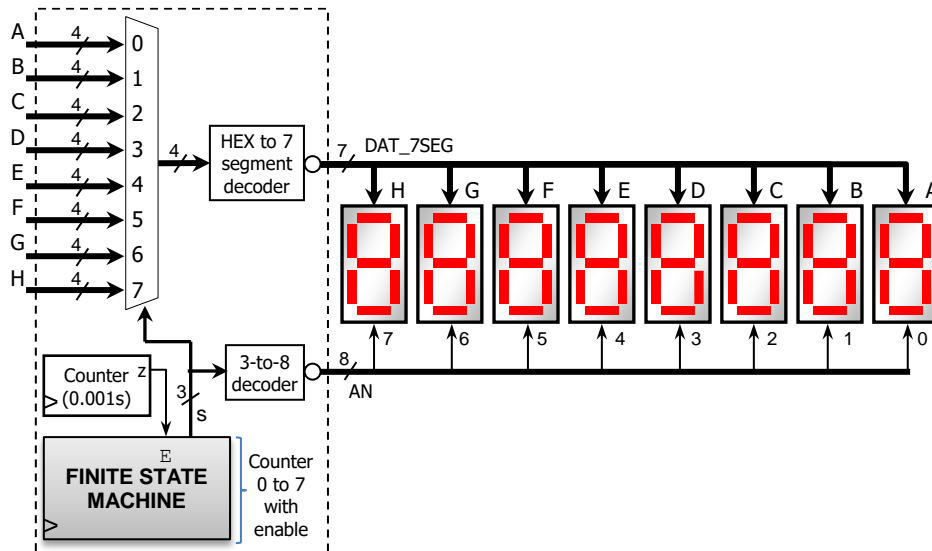 A 4 0
B 4 1
C 4 2
D 4 3
E 4 4
F 4 5
G 4 6
H 4 7
4
HEX to 7
segment
decoder
7 DAT_7SEG
H G F E D C B A
7 6 5 4 3 2 1 0
3-to-8
decoder
8
AN
Counter
(0.001s)
z
3
s
E
FINITE STATE
MACHINE
Counter
0 to 7
with
enable